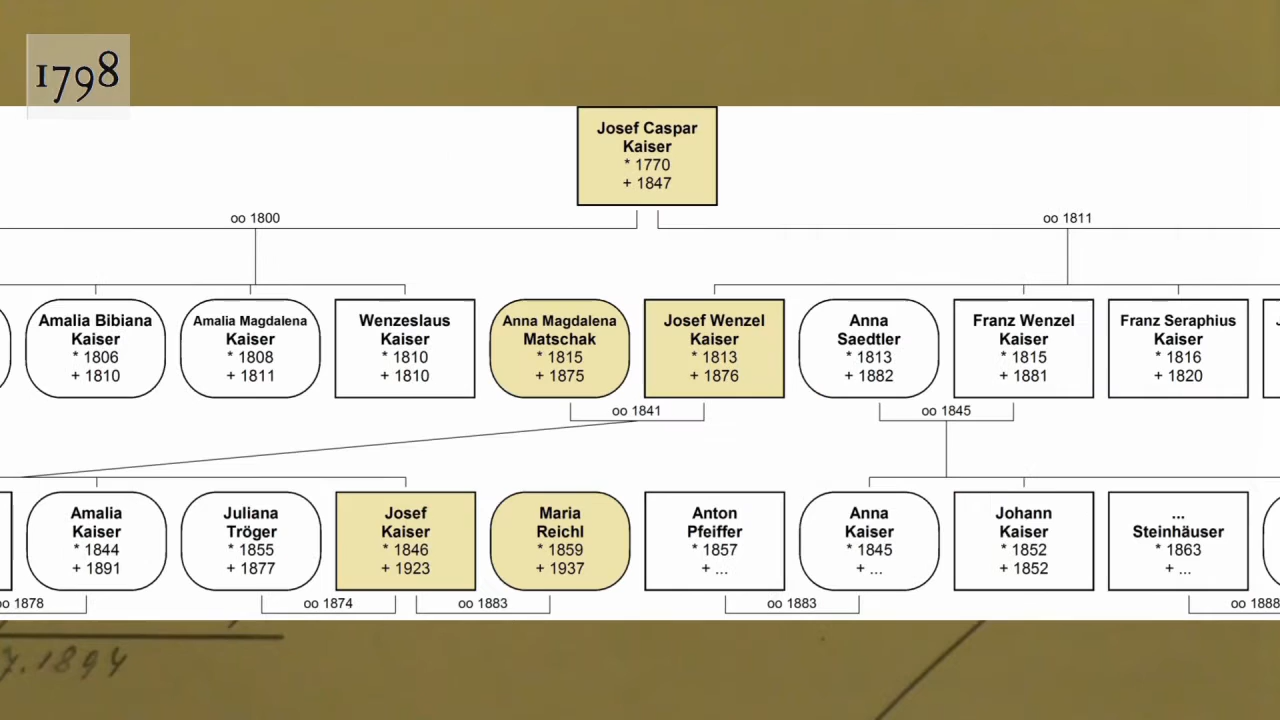 1798
Josef Caspar
Kaiser
* 1770
+ 1847
oo 1800
oo 1811
Amalia Bibiana
Kaiser
* 1806
+ 1810
Amalia Magdalena
Kaiser
* 1808
+ 1811
Wenzeslaus
Kaiser
* 1810
+ 1810
Anna Magdalena
Matschak
* 1815
+ 1875
Josef Wenzel
Kaiser
* 1813
+ 1876
Anna
Saedtler
* 1813
+ 1882
Franz Wenzel
Kaiser
* 1815
+ 1881
Franz Seraphius
Kaiser
* 1816
+ 1820
oo 1841
oo 1845
Amalia
Kaiser
* 1844
+ 1891
Juliana
Tröger
* 1855
+ 1877
Josef
Kaiser
* 1846
+ 1923
Maria
Reichl
* 1859
+ 1937
Anton
Pfeiffer
* 1857
+ ...
Anna
Kaiser
* 1845
+ ...
Johann
Kaiser
* 1852
+ 1852
...
Steinhäuser
* 1863
+ ...
oo 1878
oo 1874
oo 1883
oo 1883
oo 1888
7.1894